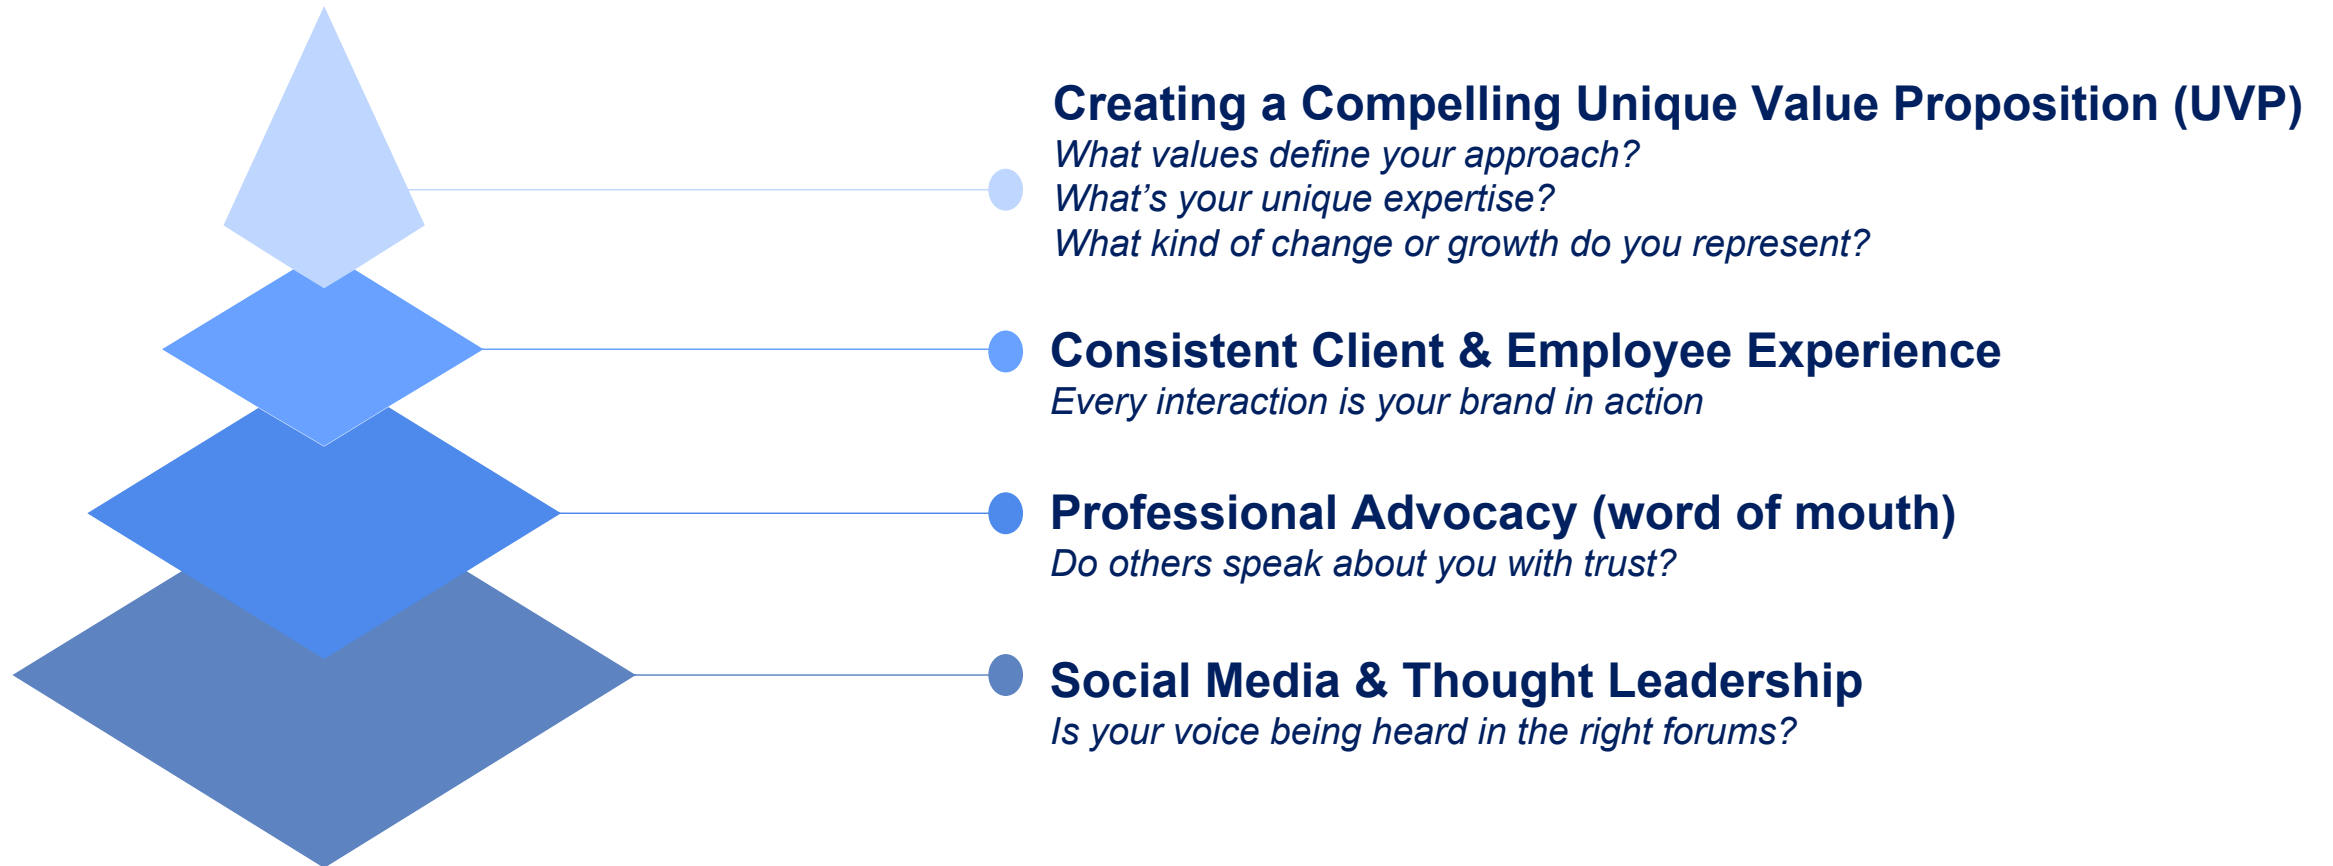 Creating a Compelling Unique Value Proposition (UVP)
What values define your approach?
What’s your unique expertise?
What kind of change or growth do you represent?
Consistent Client & Employee Experience
Every interaction is your brand in action
Professional Advocacy (word of mouth)
Do others speak about you with trust?
Social Media & Thought Leadership
Is your voice being heard in the right forums?